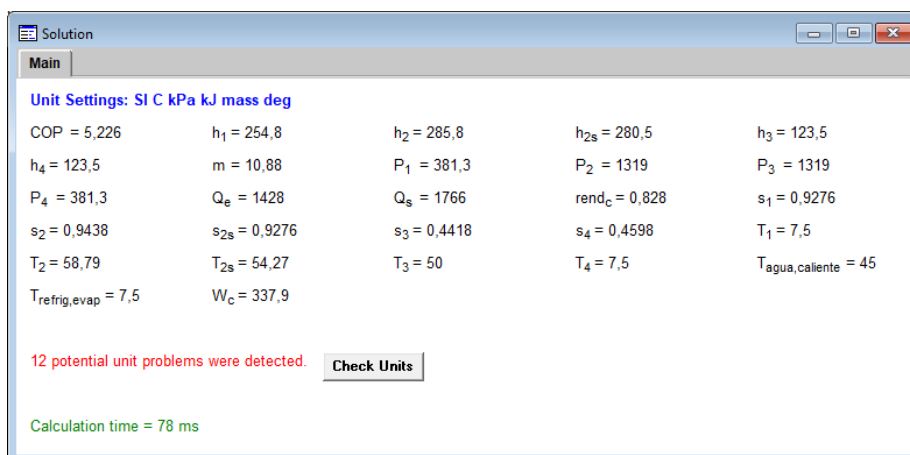 Solution
Main
Unit Settings: SI C kPa kJ mass deg
COP = 5,226 h1 = 254,8 h2 = 285,8 h2s = 280,5 h3 = 123,5
h4 = 123,5 m = 10,88 P1 = 381,3 P2 = 1319 P3 = 1319
P4 = 381,3 Qe = 1428 Qs = 1766 rendc = 0,828 s1 = 0,9276
s2 = 0,9438 s2s = 0,9276 s3 = 0,4418 s4 = 0,4598 T1 = 7,5
T2 = 58,79 T2s = 54,27 T3 = 50 T4 = 7,5 Tagua,caliente = 45
Trefrig,evap = 7,5 Wc = 337,9
12 potential unit problems were detected. Check Units
Calculation time = 78 ms